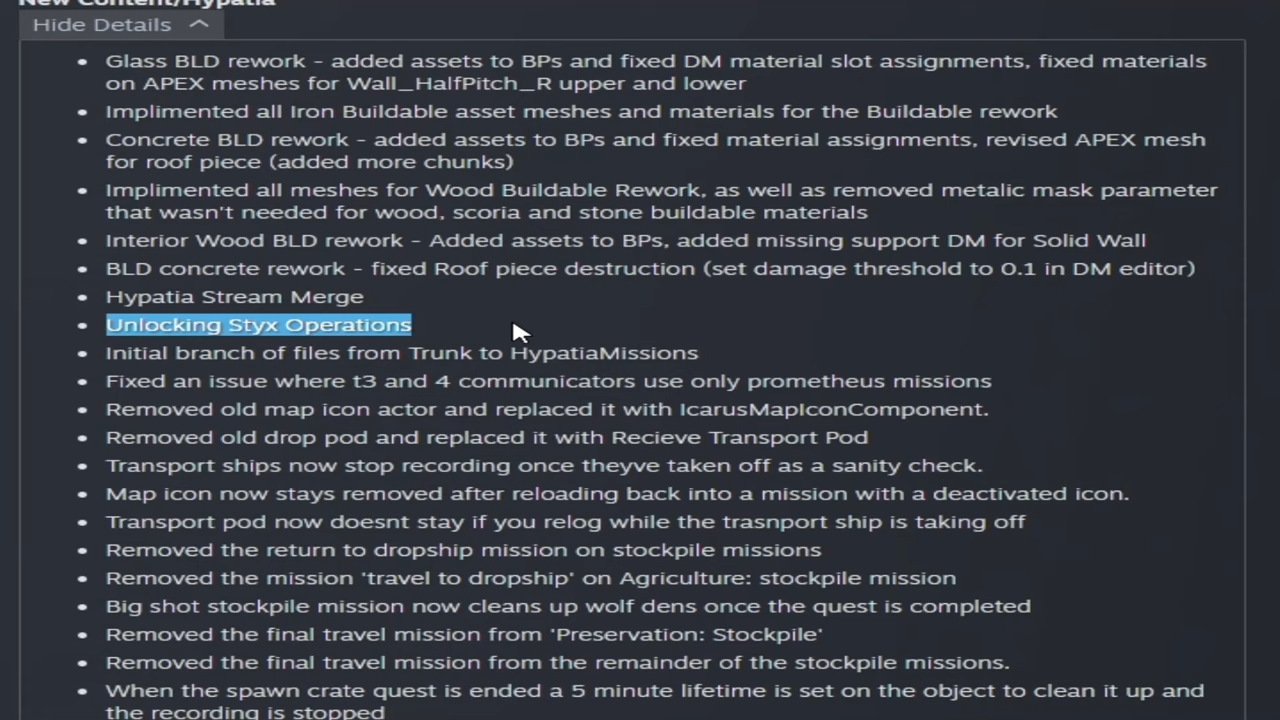 New Content/Hypatia
Hide Details
• Glass BLD rework - added assets to BPs and fixed DM material slot assignments, fixed materials
on APEX meshes for Wall_HalfPitch_R upper and lower
• Implimented all Iron Buildable asset meshes and materials for the Buildable rework
• Concrete BLD rework - added assets to BPs and fixed material assignments, revised APEX mesh
for roof piece (added more chunks)
• Implimented all meshes for Wood Buildable Rework, as well as removed metalic mask parameter
that wasn't needed for wood, scoria and stone buildable materials
• Interior Wood BLD rework - Added assets to BPs, added missing support DM for Solid Wall
• BLD concrete rework - fixed Roof piece destruction (set damage threshold to 0.1 in DM editor)
• Hypatia Stream Merge
• Unlocking Styx Operations
• Initial branch of files from Trunk to HypatiaMissions
• Fixed an issue where t3 and 4 communicators use only prometheus missions
• Removed old map icon actor and replaced it with IcarusMapIconComponent.
• Removed old drop pod and replaced it with Recieve Transport Pod
• Transport ships now stop recording once theyve taken off as a sanity check.
• Map icon now stays removed after reloading back into a mission with a deactivated icon.
• Transport pod now doesnt stay if you relog while the trasnport ship is taking off
• Removed the return to dropship mission on stockpile missions
• Removed the mission 'travel to dropship' on Agriculture: stockpile mission
• Big shot stockpile mission now cleans up wolf dens once the quest is completed
• Removed the final travel mission from 'Preservation: Stockpile'
• Removed the final travel mission from the remainder of the stockpile missions.
• When the spawn crate quest is ended a 5 minute lifetime is set on the object to clean it up and
the recording is stopped